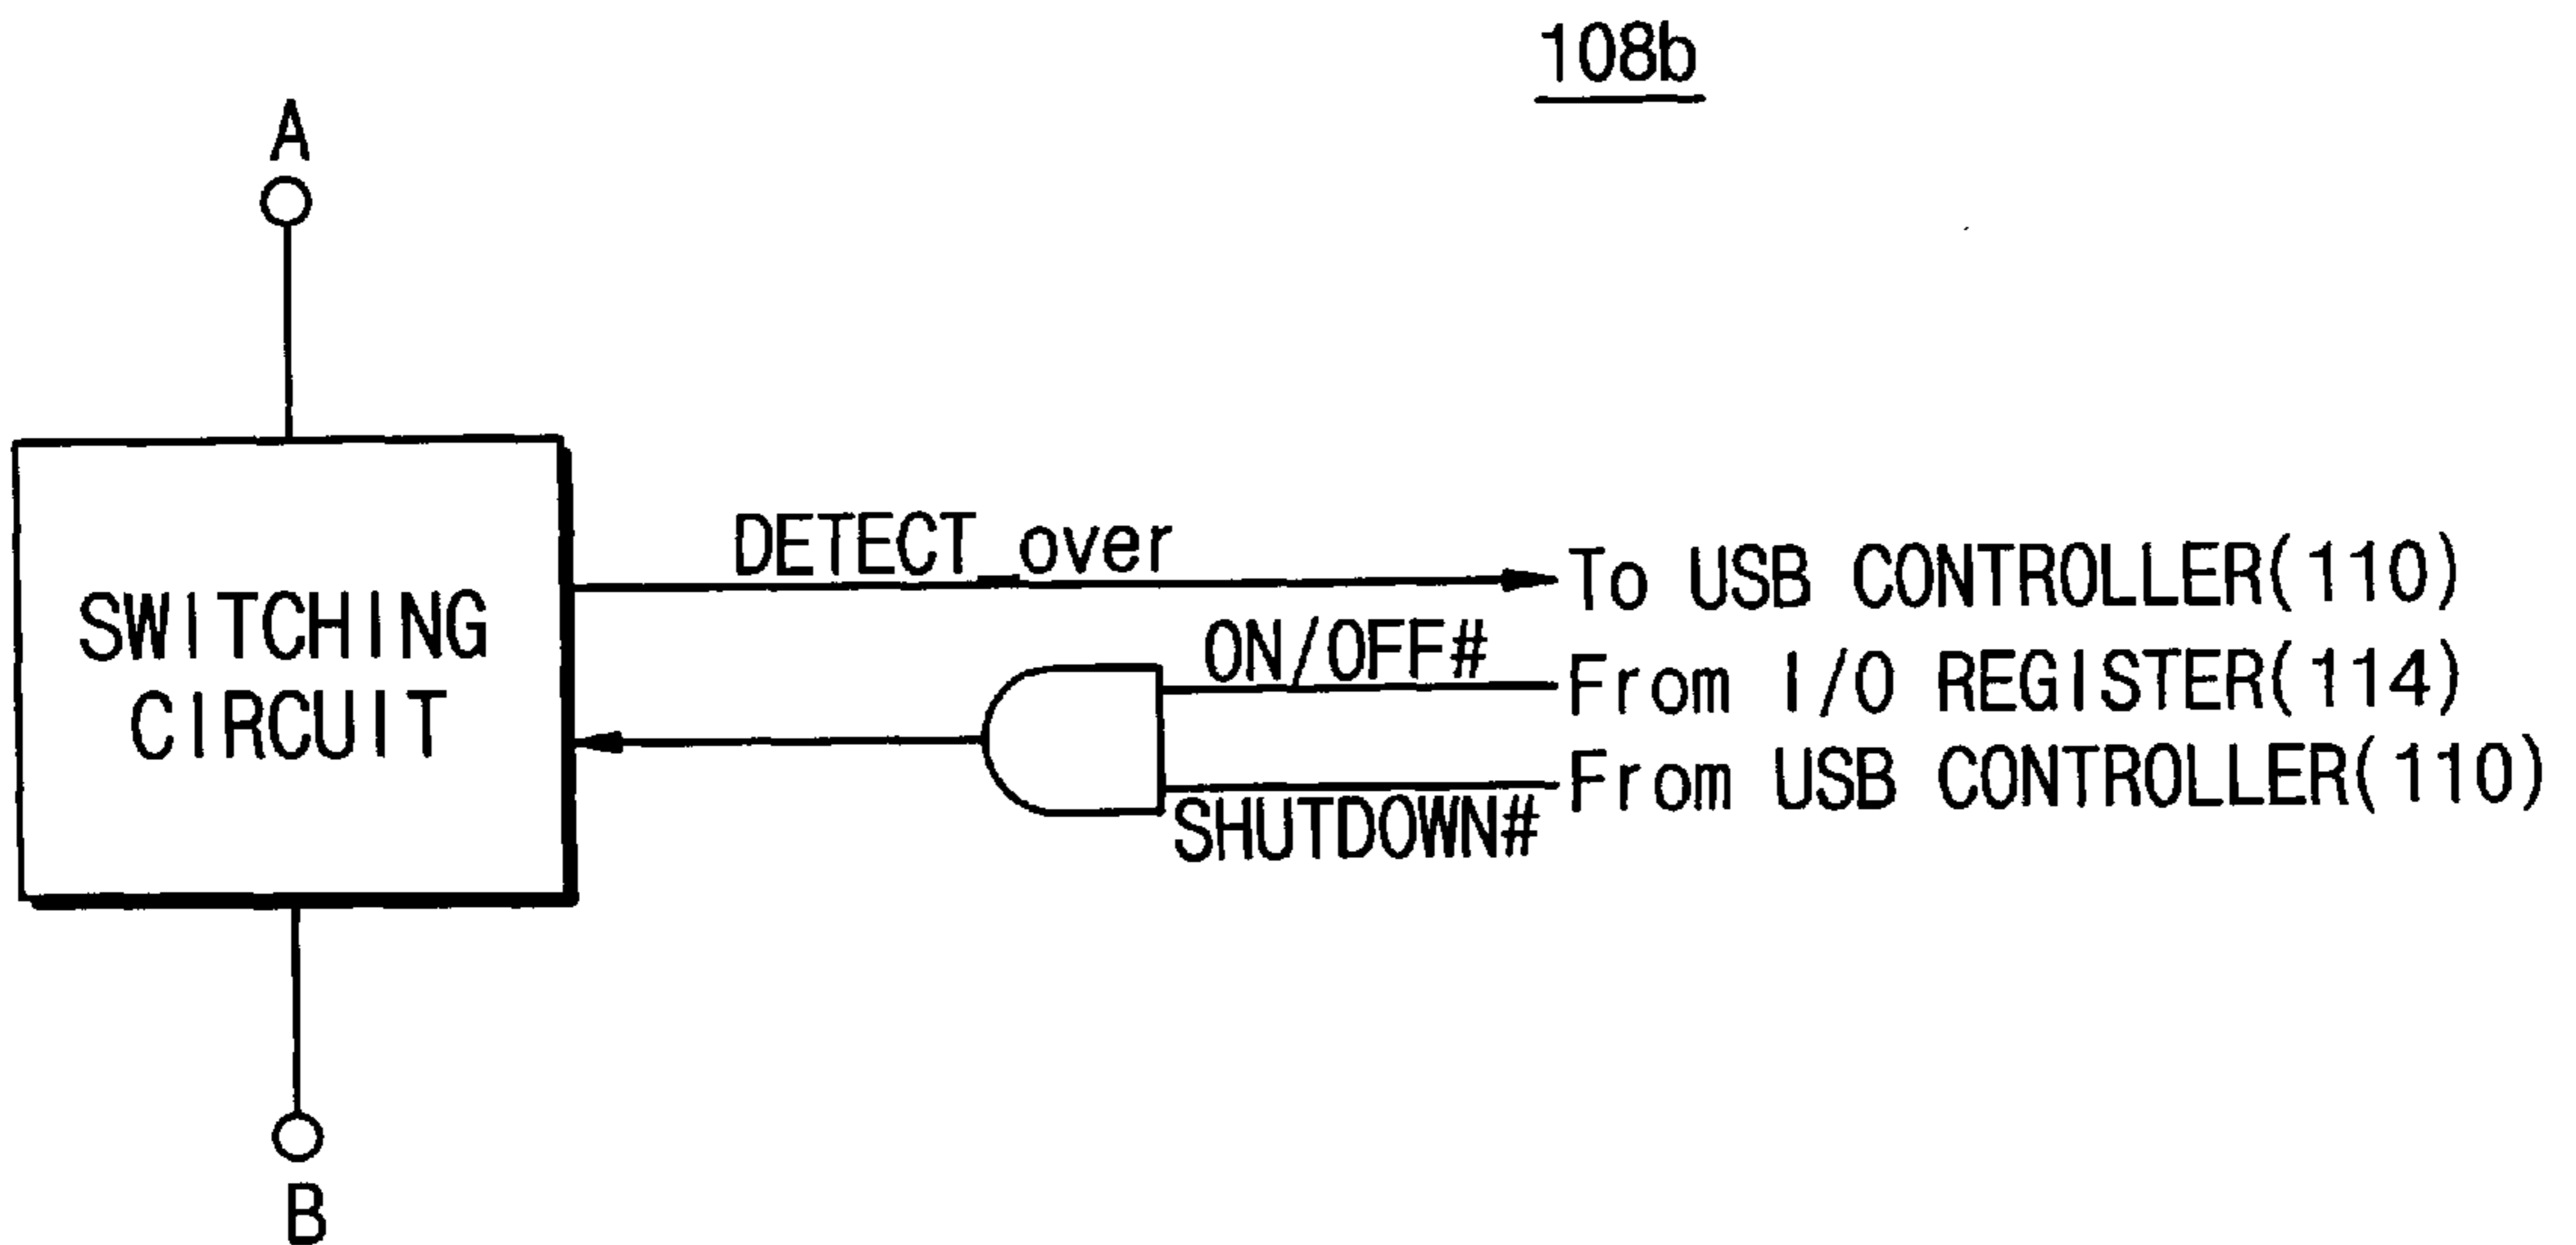 108b
A
DETECT_over
To USB CONTROLLER(110)
SWITCHING
CIRCUIT
ON/OFF#
From I/O REGISTER(114)
From USB CONTROLLER(110)
SHUTDOWN#
B